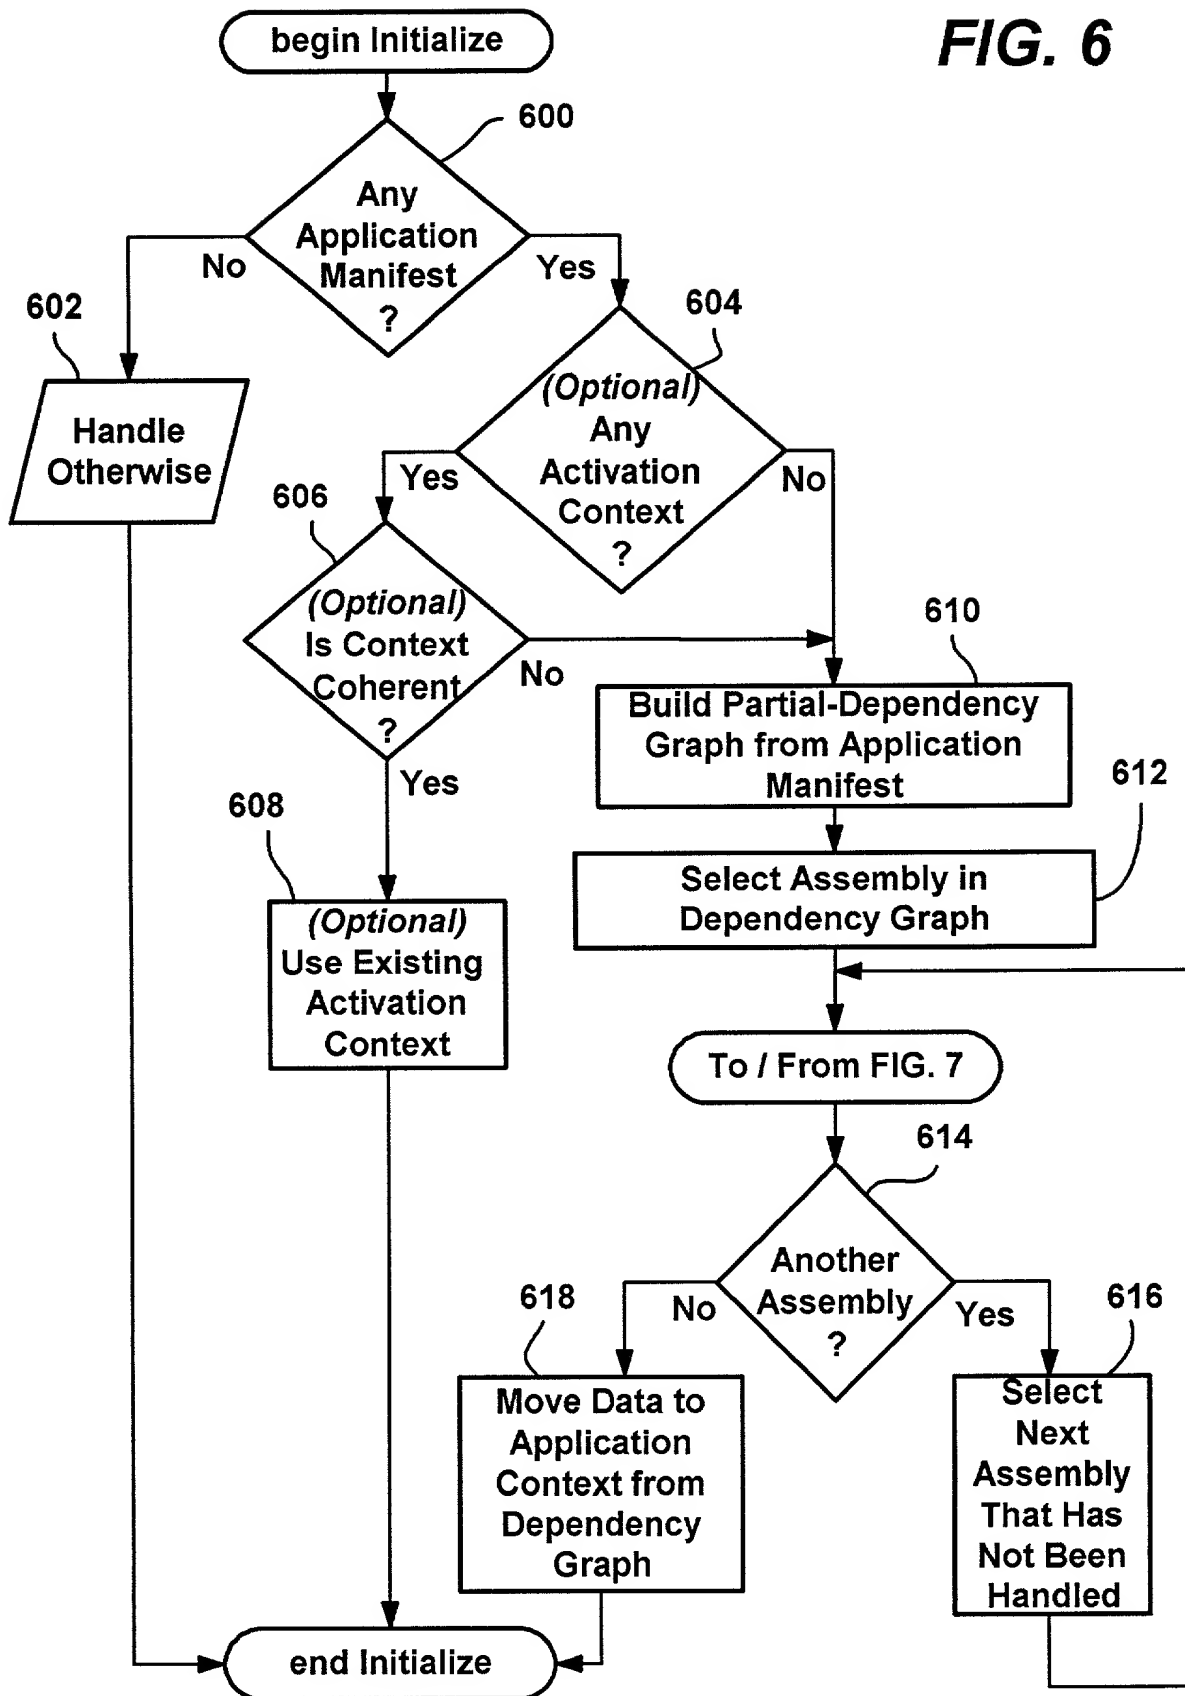 FIG. 6
begin Initialize
600
Any
Application
Manifest
?
No
Yes
602
Handle
Otherwise
604
(Optional)
Any
Activation
Context
?
Yes
No
606
(Optional)
Is Context
Coherent
?
No
Yes
608
(Optional)
Use Existing
Activation
Context
610
Build Partial-Dependency
Graph from Application
Manifest
612
Select Assembly in
Dependency Graph
To / From FIG. 7
614
Another
Assembly
?
No
Yes
618
Move Data to
Application
Context from
Dependency
Graph
616
Select
Next
Assembly
That Has
Not Been
Handled
end Initialize